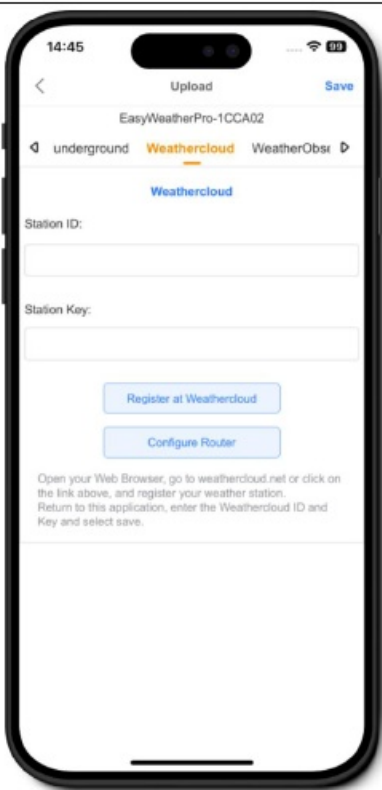 14:45
99
Upload
Save
EasyWeatherPro-1CCA02
underground Weathercloud WeatherObse
Weathercloud
Station ID:
Station Key:
Register at Weathercloud
Configure Router
Open your Web Browser, go to weathercloud.net or click on
the link above, and register your weather station.
Return to this application, enter the Weathercloud ID and
Key and select save.